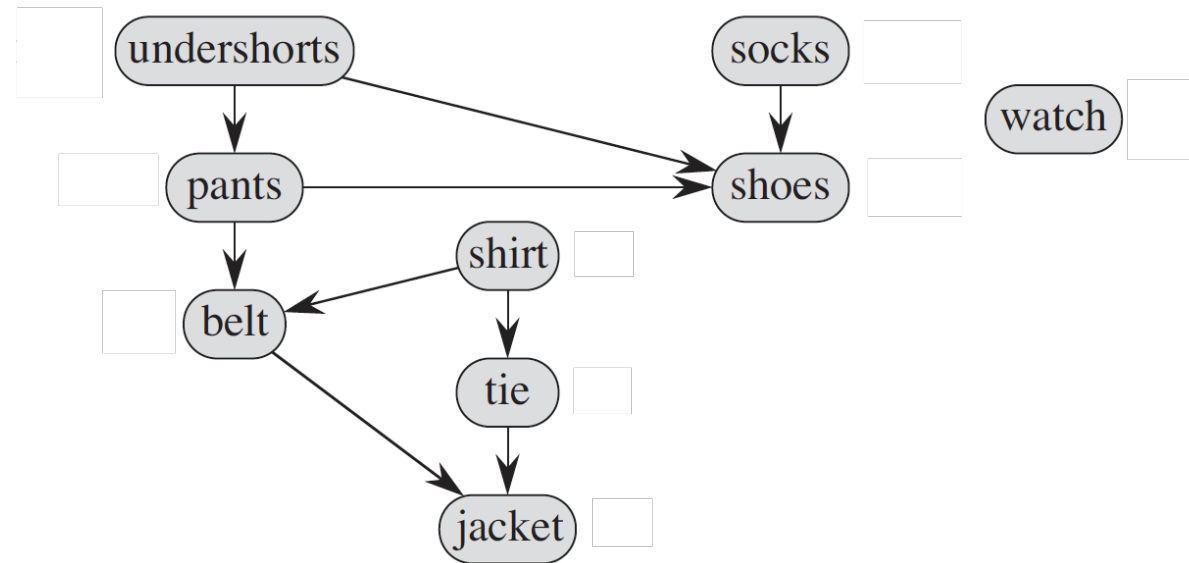 undershorts
socks
watch
pants
shoes
shirt
belt
tie
jacket